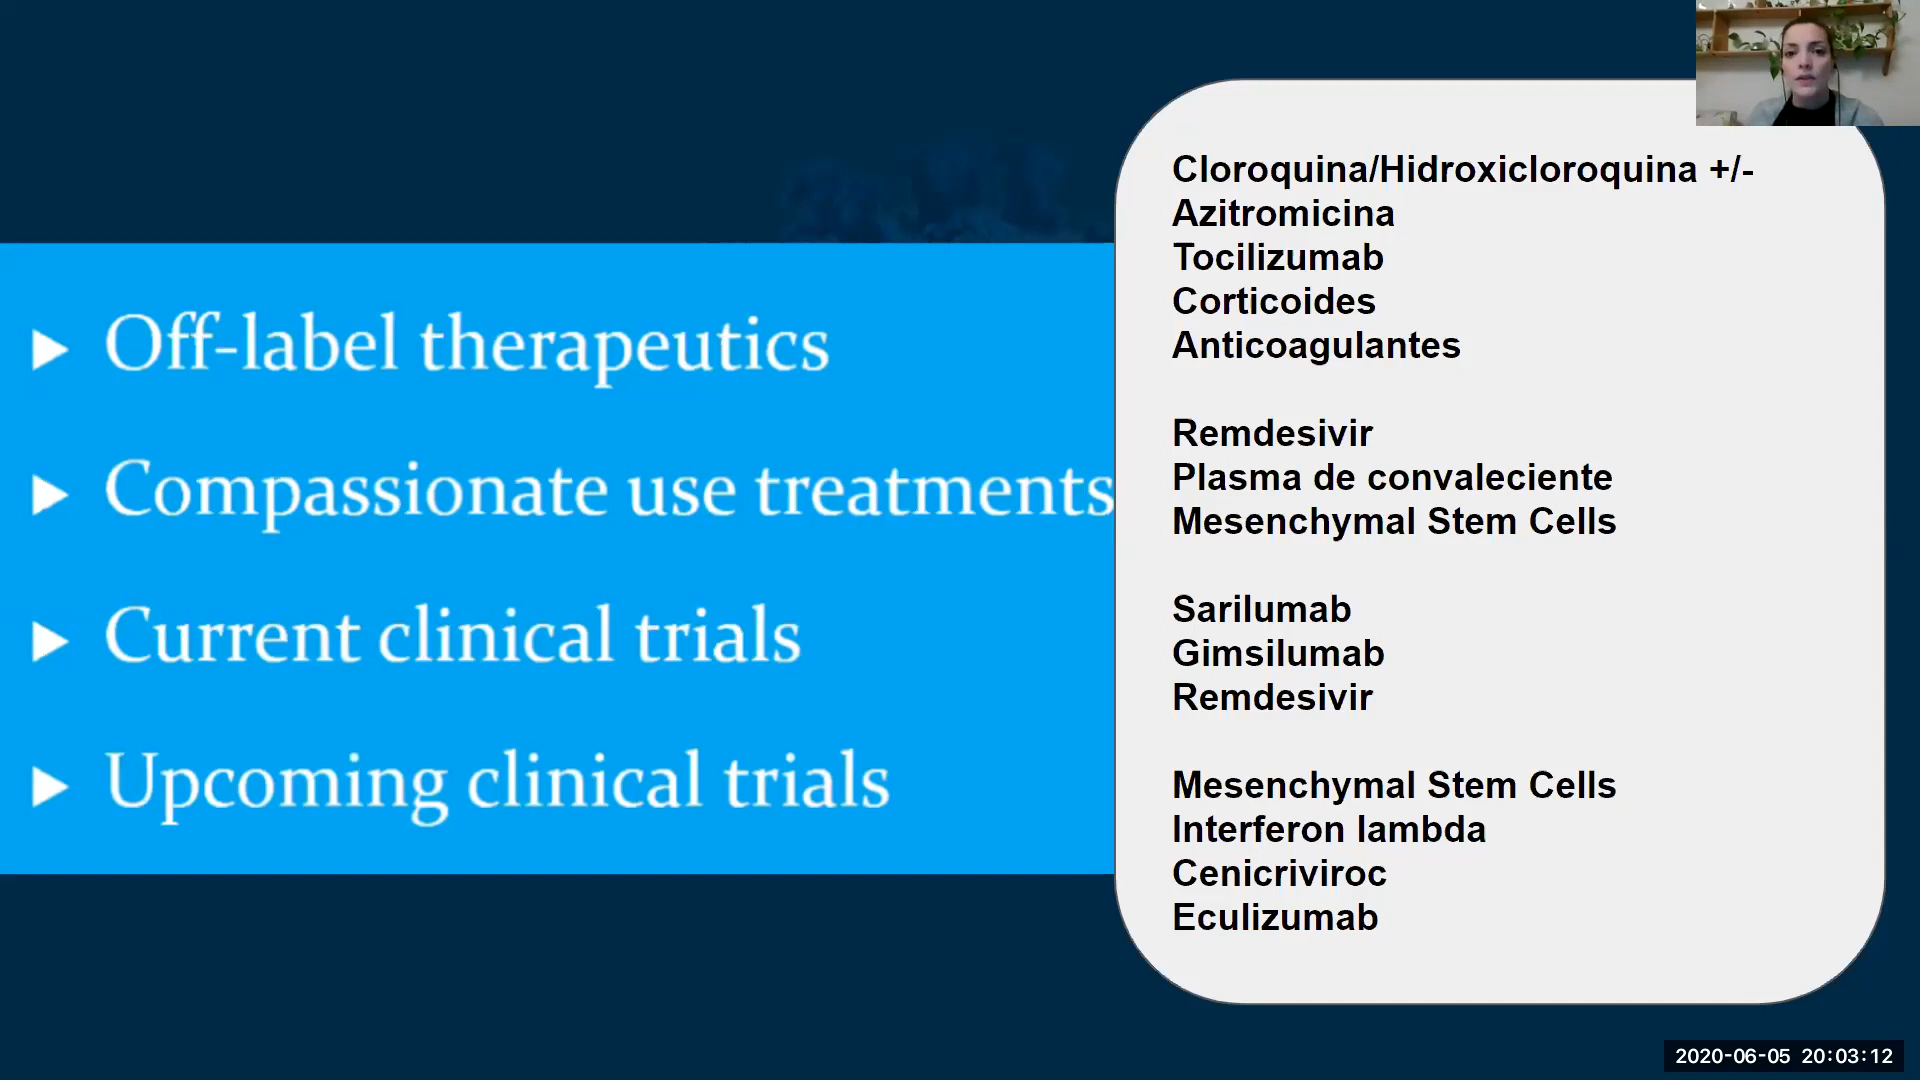 Off-label therapeutics
Compassionate use treatments
Current clinical trials
Upcoming clinical trials
Cloroquina/Hidroxicloroquina +/-
Azitromicina
Tocilizumab
Corticoides
Anticoagulantes
Remdesivir
Plasma de convaleciente
Mesenchymal Stem Cells
Sarilumab
Gimsilumab
Remdesivir
Mesenchymal Stem Cells
Interferon lambda
Cenicriviroc
Eculizumab
2020-06-05 20:03:12